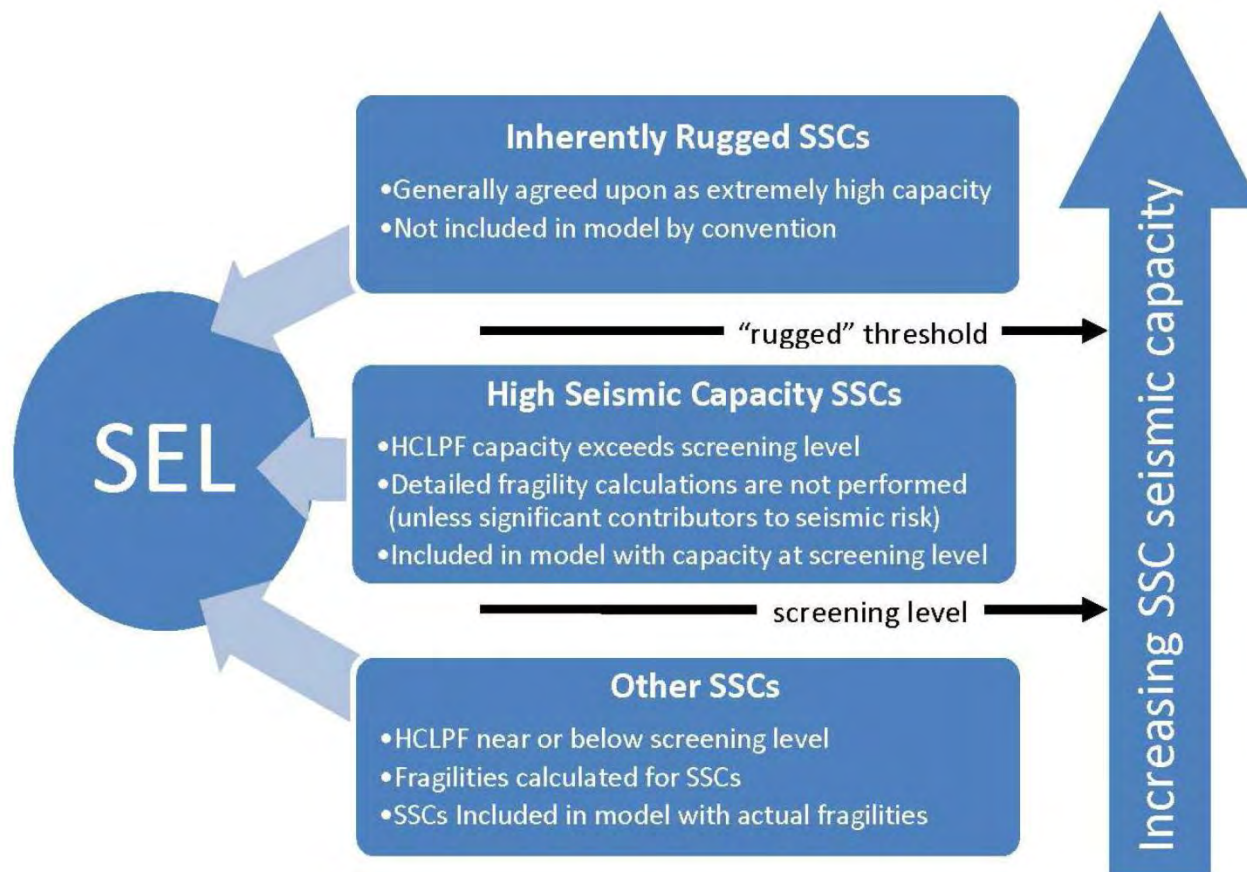 Inherently Rugged SSCs
•Generally agreed upon as extremely high capacity
•Not included in model by convention
“rugged” threshold
SEL
High Seismic Capacity SSCs
•HCLPF capacity exceeds screening level
•Detailed fragility calculations are not performed
(unless significant contributors to seismic risk)
•Included in model with capacity at screening level
screening level
Other SSCs
•HCLPF near or below screening level
•Fragilities calculated for SSCs
•SSCs Included in model with actual fragilities
Increasing SSC seismic capacity